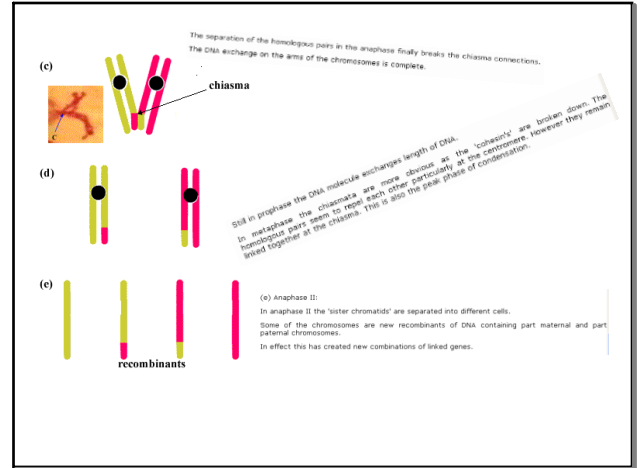 The separation of the homologous pairs in the anaphase finally breaks the chiasma connections.
The DNA exchange on the arms of the chromosomes is complete.
(c)
chiasma
c
Still in prophase the DNA molecule exchanges length of DNA.
In metaphase the chiasmata are more obvious as the 'cohesin's' are broken down. The
homologous pairs seem to repel each other particularly at the centromere. However they remain
linked together at the chiasma. This is also the peak phase of condensation.
(d)
(e)
(e) Anaphase II:
In anaphase II the 'sister chromatids' are separated into different cells.
Some of the chromosomes are new recombinants of DNA containing part maternal and part
paternal chromosomes.
In effect this has created new combinations of linked genes.
recombinants